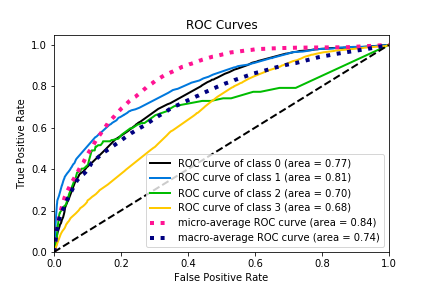 ROC Curves
True Positive Rate
1.0
0.8
0.6
0.4
0.2
0.0
ROC curve of class 0 (area = 0.77)
ROC curve of class 1 (area = 0.81)
ROC curve of class 2 (area = 0.70)
ROC curve of class 3 (area = 0.68)
micro-average ROC curve (area = 0.84)
macro-average ROC curve (area = 0.74)
0.0 0.2 0.4 0.6 0.8 1.0
False Positive Rate